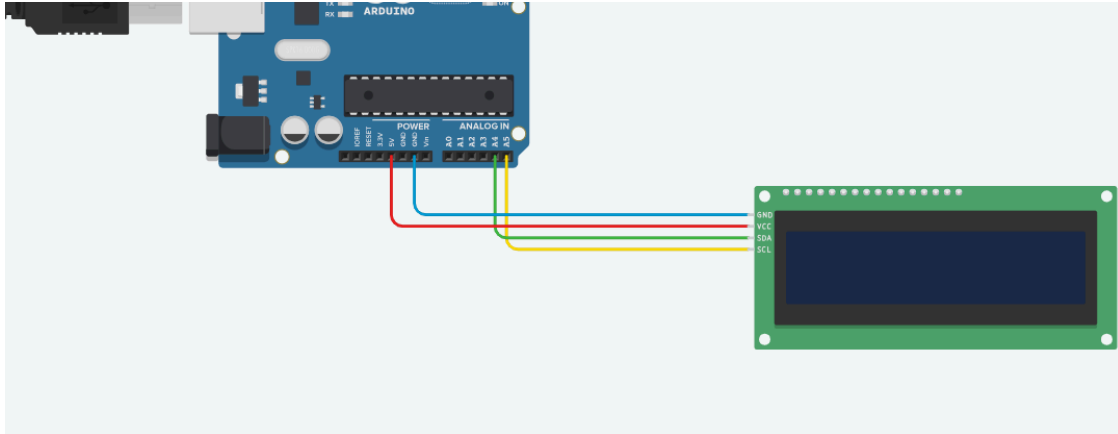 TX
RX
ON
ARDUINO
POWER
ANALOG IN
IOREF
RESET
3.3V
5V
GND
GND
Vin
A0
A1
A2
A3
A4
A5
GND
VCC
SDA
SCL